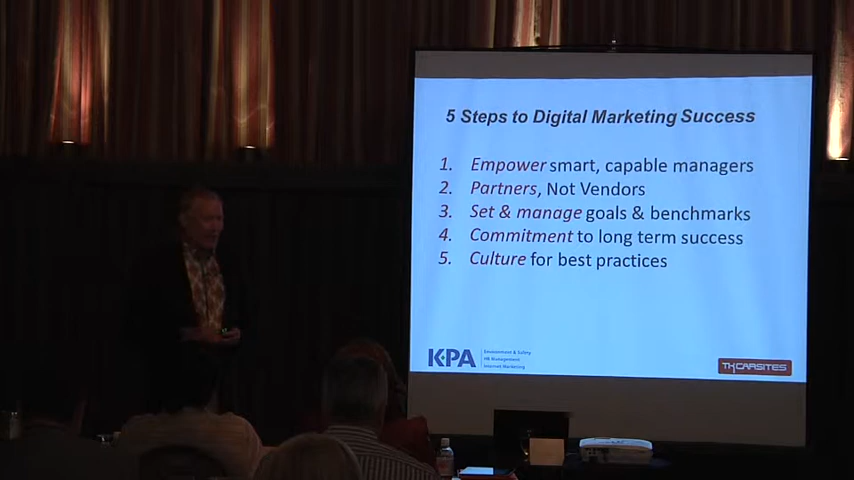 5 Steps to Digital Marketing Success
1. Empower smart, capable managers
2. Partners, Not Vendors
3. Set & manage goals & benchmarks
4. Commitment to long term success
5. Culture for best practices
KPA
Environment & Safety
HR Management
Internet Marketing
TKCARSITES